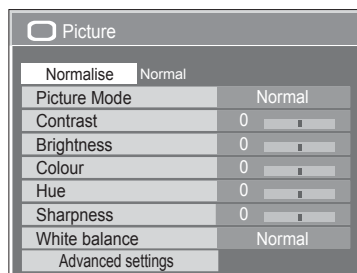 Picture
Normalise Normal
Picture Mode Normal
Contrast 0
Brightness 0
Colour 0
Hue 0
Sharpness 0
White balance Normal
Advanced settings